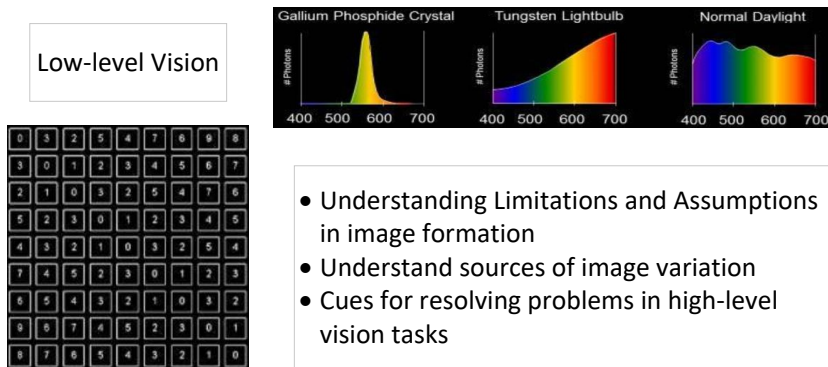 Low-level Vision
Gallium Phosphide Crystal
# Photons
400 500 600 700
Tungsten Lightbulb
# Photons
400 500 600 700
Normal Daylight
# Photons
400 500 600 700
0 3 2 5 4 7 6 9 8
3 0 1 2 3 4 5 6 7
2 1 0 3 2 5 4 7 6
5 2 3 0 1 2 3 4 5
4 3 2 1 0 3 2 5 4
7 4 5 2 3 0 1 2 3
6 5 4 3 2 1 0 3 2
9 6 7 4 5 2 3 0 1
8 7 6 5 4 3 2 1 0
• Understanding Limitations and Assumptions
in image formation
• Understand sources of image variation
• Cues for resolving problems in high-level
vision tasks